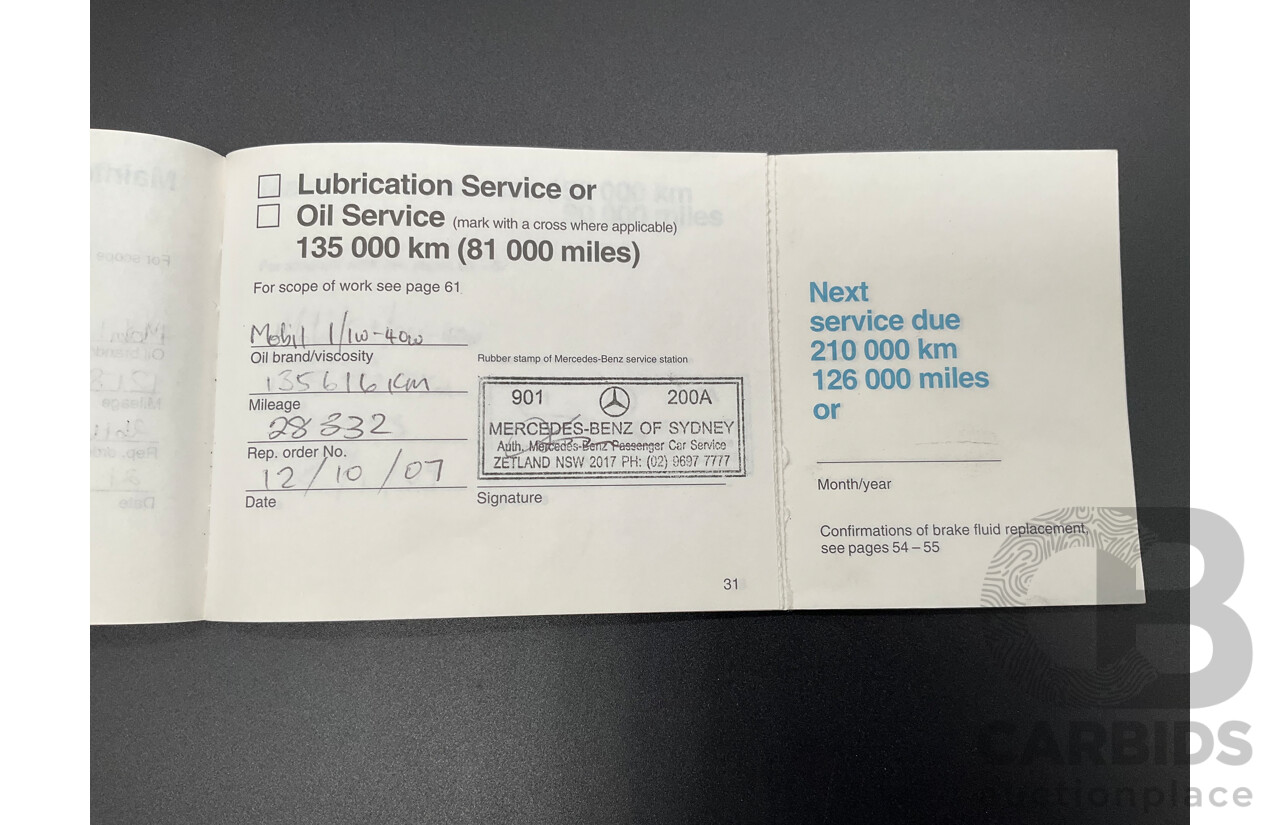 Lubrication Service or
Oil Service (mark with a cross where applicable)
135 000 km (81 000 miles)
For scope of work see page 61
Mobil 1/1W-40W
Oil brand/viscosity
135616 KM
Mileage
28332
Rep. order No.
12/10/07
Date
Rubber stamp of Mercedes-Benz service station
901 200A
MERCEDES-BENZ OF SYDNEY
Auth. Mercedes-Benz Passenger Car Service
ZETLAND NSW 2017 PH: (02) 9697 7777
Signature
31
Next
service due
210 000 km
126 000 miles
or
Month/year
Confirmations of brake fluid replacement,
see pages 54 – 55
CARBIDS
auctionplace